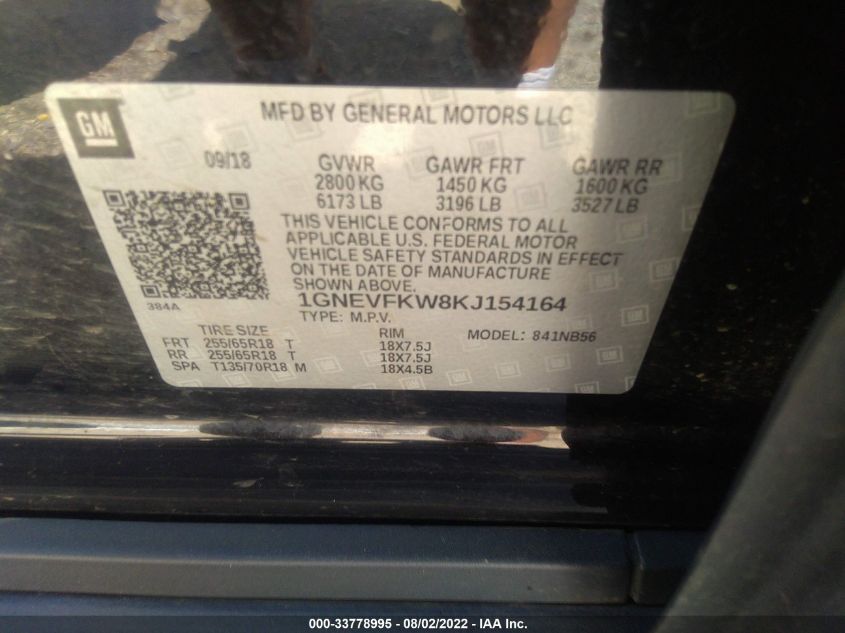 GM
MFD BY GENERAL MOTORS LLC
09/18 GVWR GAWR FRT GAWR RR
2800 KG 1450 KG 1600 KG
6173 LB 3196 LB 3527 LB
THIS VEHICLE CONFORMS TO ALL
APPLICABLE U.S. FEDERAL MOTOR
VEHICLE SAFETY STANDARDS IN EFFECT
ON THE DATE OF MANUFACTURE
SHOWN ABOVE.
384A
1GNEVFKW8KJ154164
TYPE: M.P.V. MODEL: 841NB56
TIRE SIZE RIM
FRT 255/65R18 T 18X7.5J
RR 255/65R18 T 18X7.5J
SPA T135/70R18 M 18X4.5B
000-33778995 - 08/02/2022 - IAA Inc.